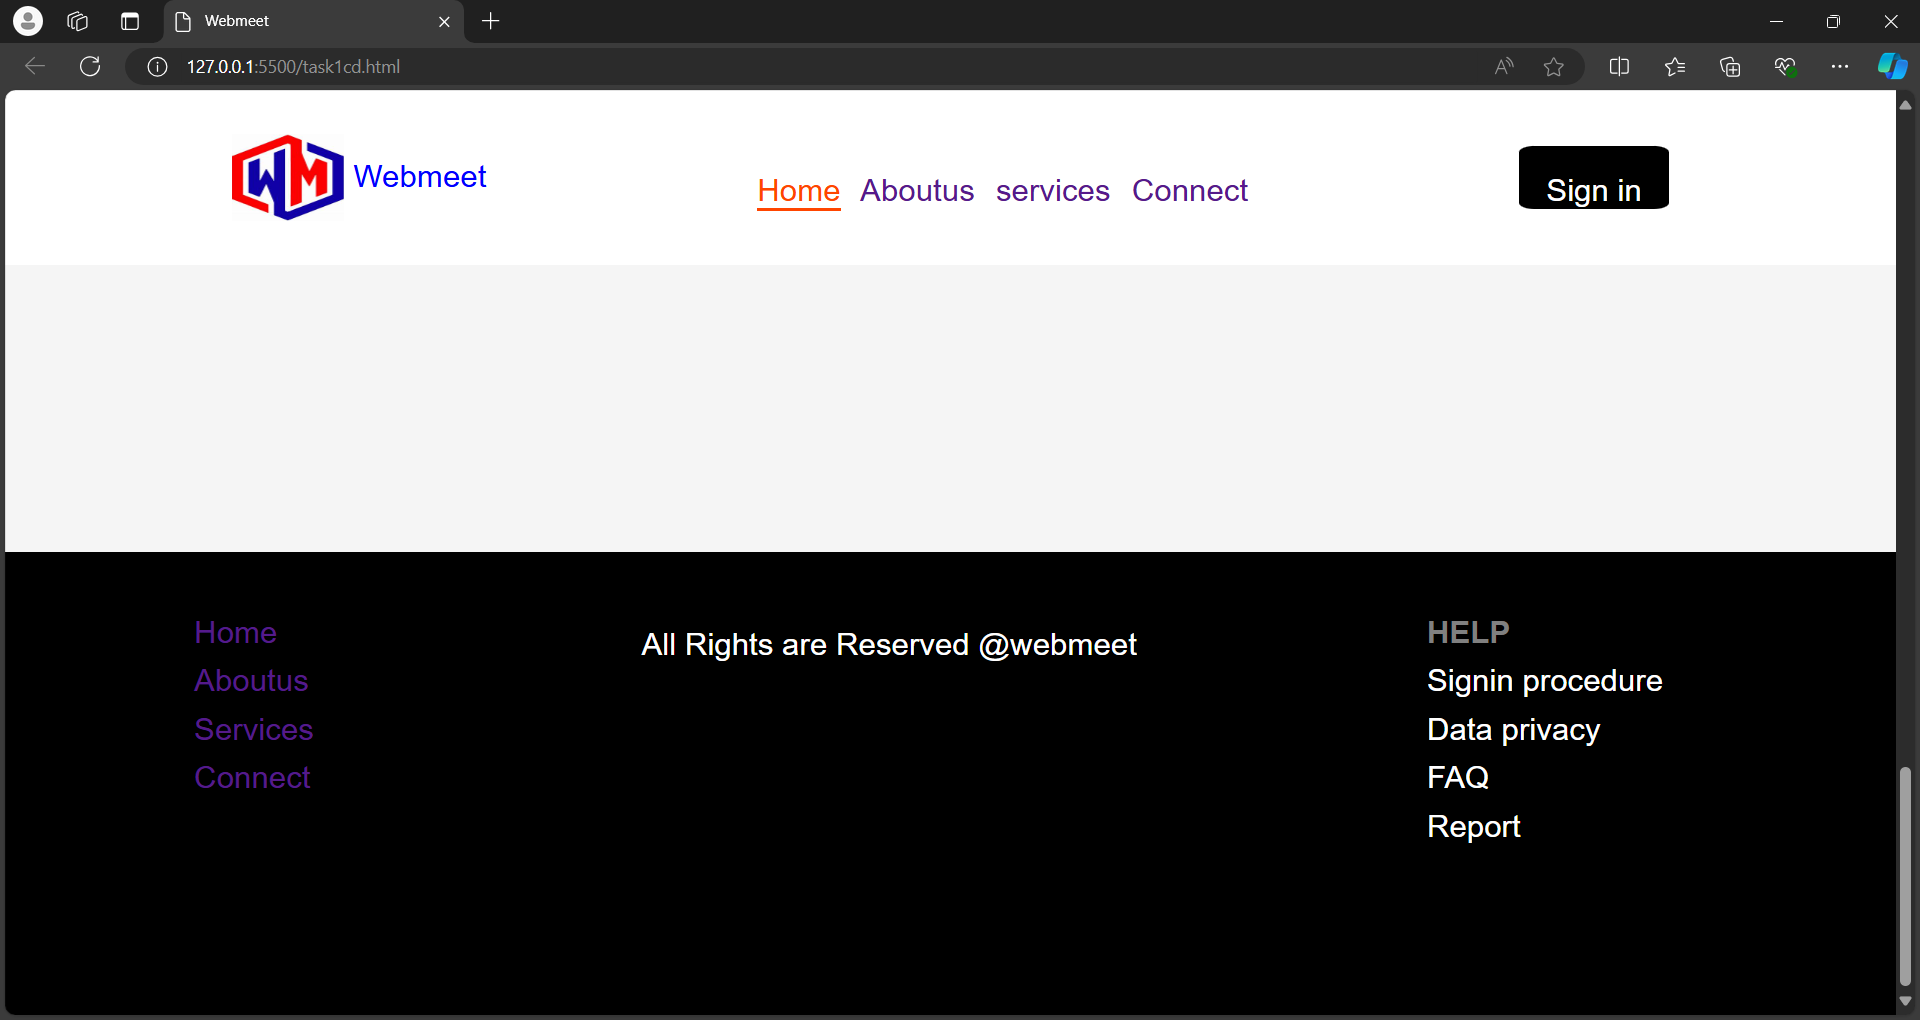 Webmeet
127.0.0.1:5500/task1cd.html
WM Webmeet
Home Aboutus services Connect
Sign in
Home
Aboutus
Services
Connect
All Rights are Reserved @webmeet
HELP
Signin procedure
Data privacy
FAQ
Report